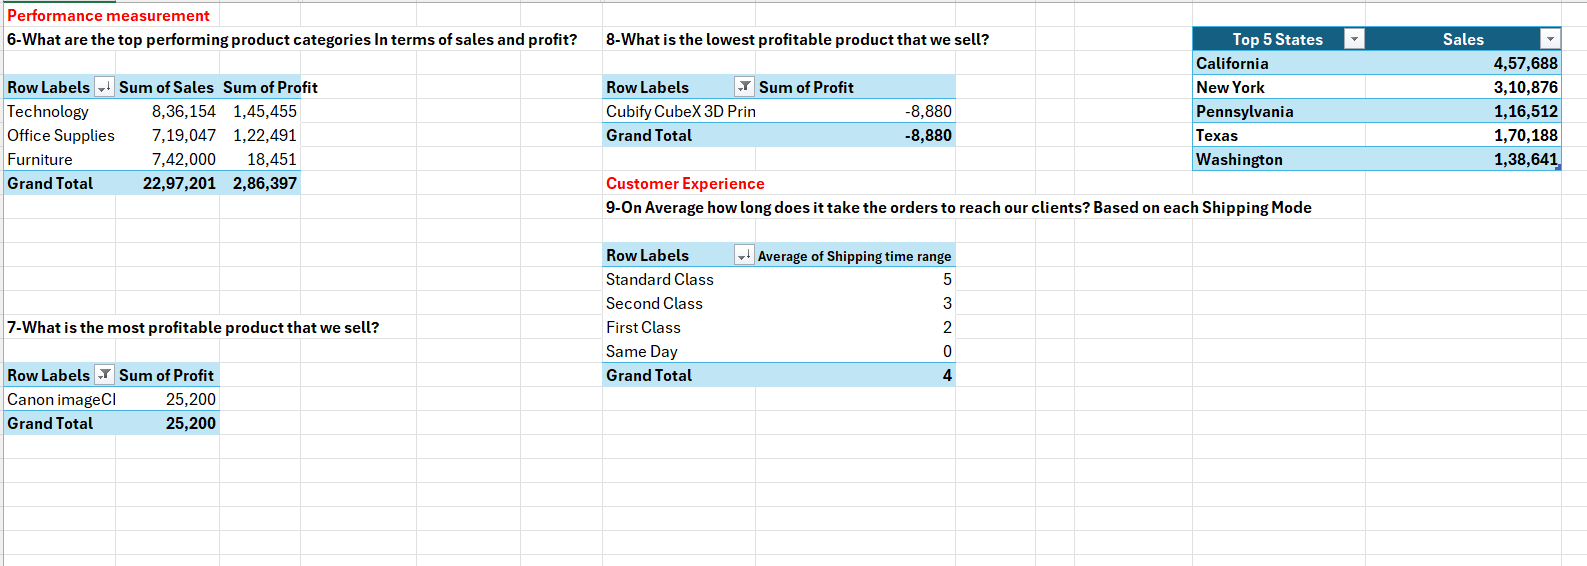 Performance measurement
6-What are the top performing product categories In terms of sales and profit?
Row Labels Sum of Sales Sum of Profit
Technology 8,36,154 1,45,455
Office Supplies 7,19,047 1,22,491
Furniture 7,42,000 18,451
Grand Total 22,97,201 2,86,397
7-What is the most profitable product that we sell?
Row Labels Sum of Profit
Canon imageCl 25,200
Grand Total 25,200
8-What is the lowest profitable product that we sell?
Row Labels Sum of Profit
Cubify CubeX 3D Prin -8,880
Grand Total -8,880
Customer Experience
9-On Average how long does it take the orders to reach our clients? Based on each Shipping Mode
Row Labels Average of Shipping time range
Standard Class 5
Second Class 3
First Class 2
Same Day 0
Grand Total 4
Top 5 States Sales
California 4,57,688
New York 3,10,876
Pennsylvania 1,16,512
Texas 1,70,188
Washington 1,38,641